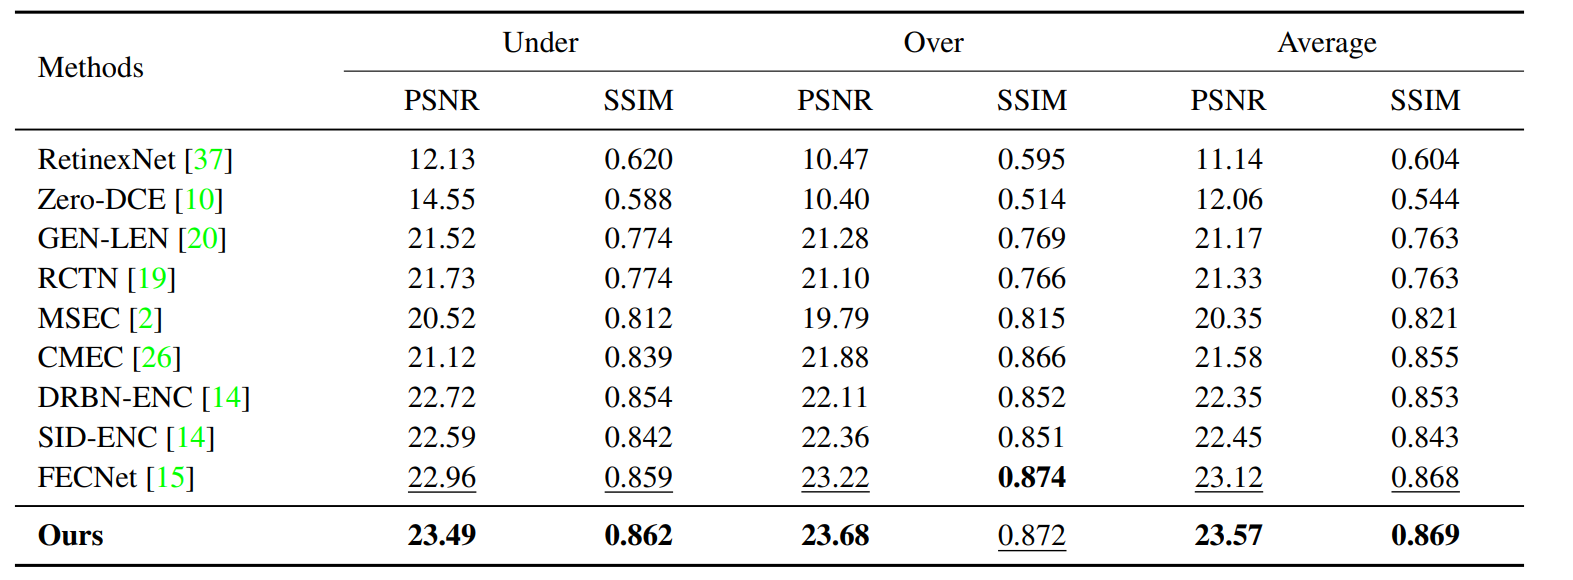 Methods Under Over Average
PSNR SSIM PSNR SSIM PSNR SSIM
RetinexNet [37] 12.13 0.620 10.47 0.595 11.14 0.604
Zero-DCE [10] 14.55 0.588 10.40 0.514 12.06 0.544
GEN-LEN [20] 21.52 0.774 21.28 0.769 21.17 0.763
RCTN [19] 21.73 0.774 21.10 0.766 21.33 0.763
MSEC [2] 20.52 0.812 19.79 0.815 20.35 0.821
CMEC [26] 21.12 0.839 21.88 0.866 21.58 0.855
DRBN-ENC [14] 22.72 0.854 22.11 0.852 22.35 0.853
SID-ENC [14] 22.59 0.842 22.36 0.851 22.45 0.843
FECNet [15] 22.96 0.859 23.22 0.874 23.12 0.868
Ours 23.49 0.862 23.68 0.872 23.57 0.869